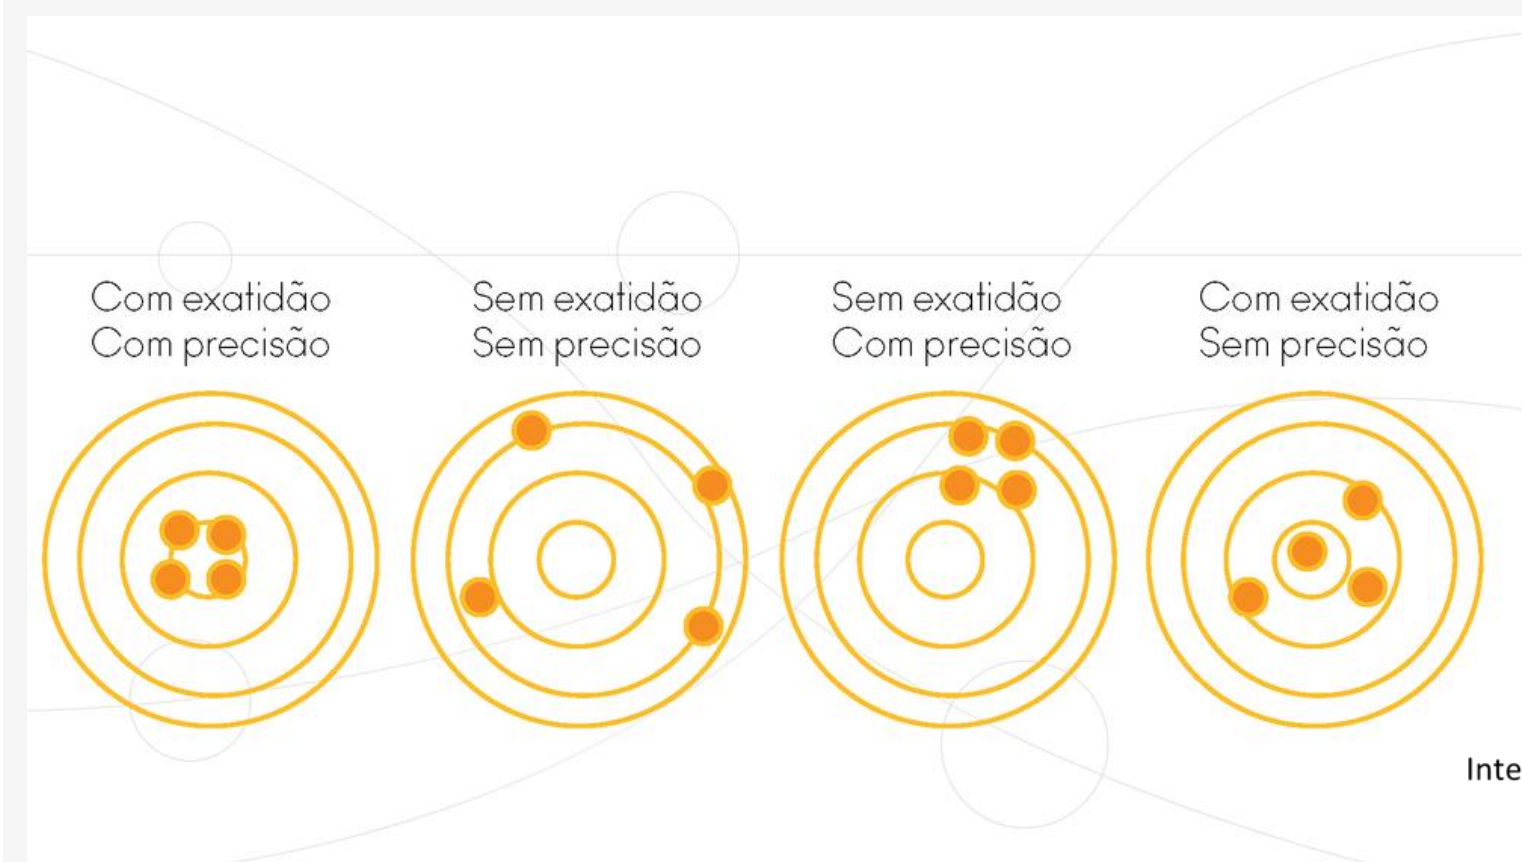 Com exatidão
Com precisão
Sem exatidão
Sem precisão
Sem exatidão
Com precisão
Com exatidão
Sem precisão
Inte